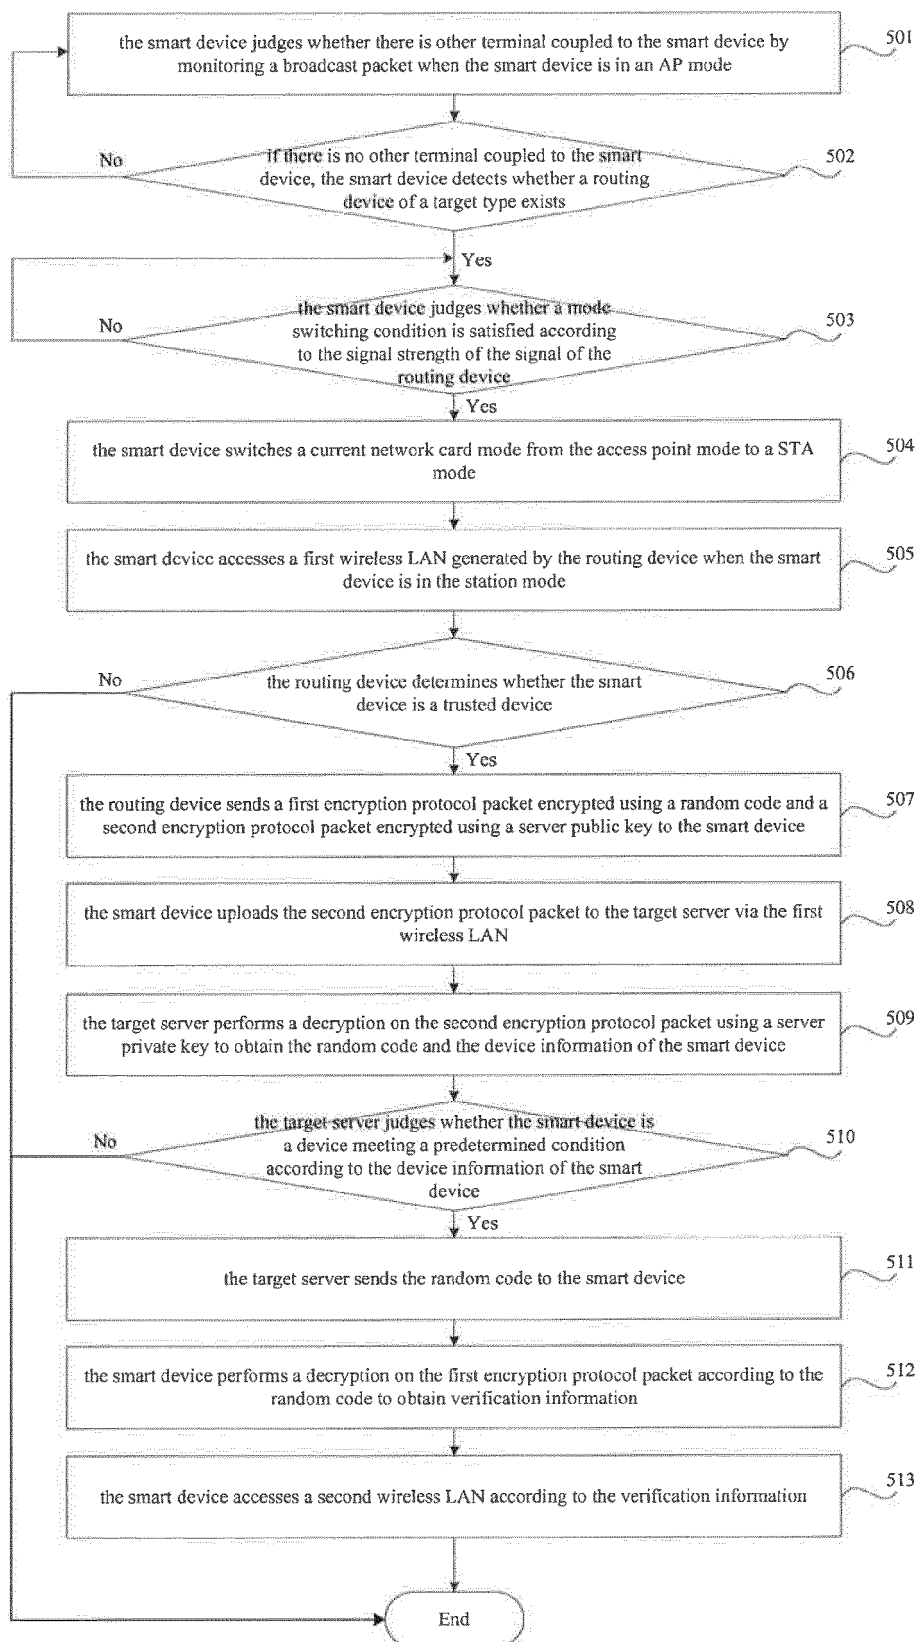 the smart device judges whether there is other terminal coupled to the smart device by
monitoring a broadcast packet when the smart device is in an AP mode
501
No
if there is no other terminal coupled to the smart
device, the smart device detects whether a routing
device of a target type exists
502
Yes
No
the smart device judges whether a mode
switching condition is satisfied according
to the signal strength of the signal of the
routing device
503
Yes
the smart device switches a current network card mode from the access point mode to a STA
mode
504
the smart device accesses a first wireless LAN generated by the routing device when the smart
device is in the station mode
505
No
the routing device determines whether the smart
device is a trusted device
506
Yes
the routing device sends a first encryption protocol packet encrypted using a random code and a
second encryption protocol packet encrypted using a server public key to the smart device
507
the smart device uploads the second encryption protocol packet to the target server via the first
wireless LAN
508
the target server performs a decryption on the second encryption protocol packet using a server
private key to obtain the random code and the device information of the smart device
509
No
the target server judges whether the smart device is
a device meeting a predetermined condition
according to the device information of the smart
device
510
Yes
the target server sends the random code to the smart device
511
the smart device performs a decryption on the first encryption protocol packet according to the
random code to obtain verification information
512
the smart device accesses a second wireless LAN according to the verification information
513
End